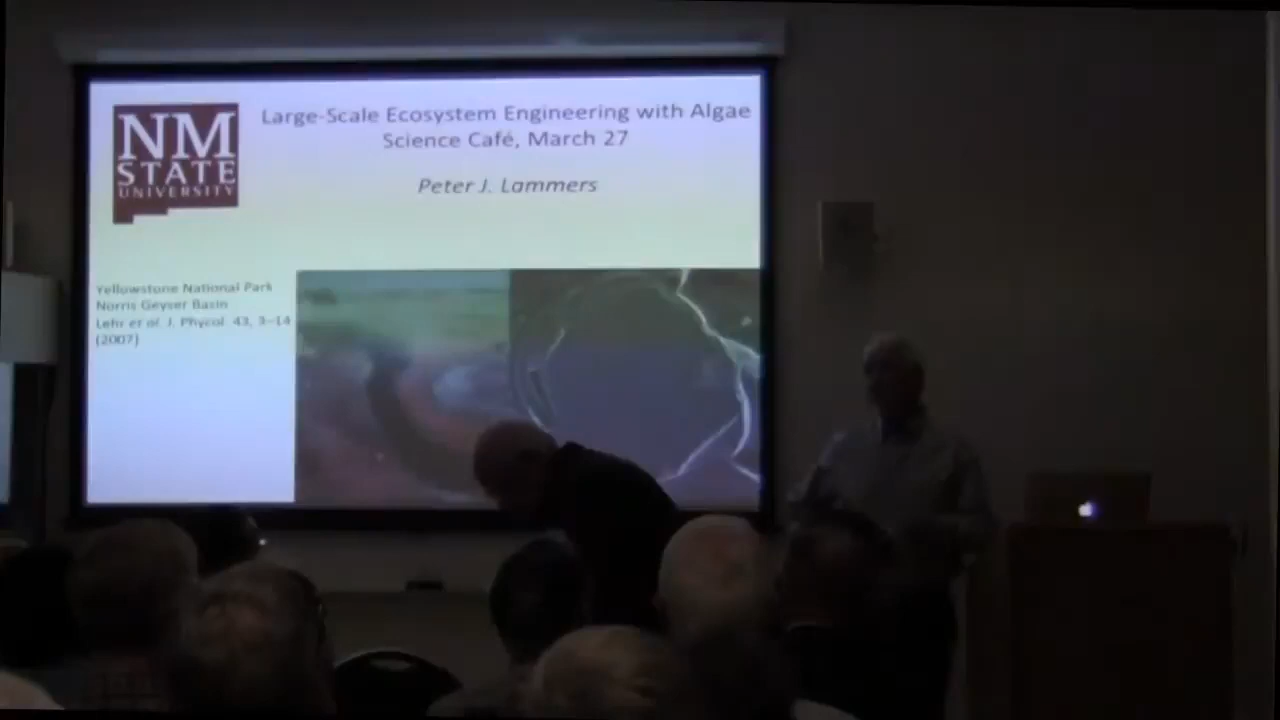 NM
STATE
UNIVERSITY
Large-Scale Ecosystem Engineering with Algae
Science Café, March 27
Peter J. Lammers
Yellowstone National Park
Norris Geyser Basin
Lehr et al. J. Phycol. 43, 3–14
(2007)